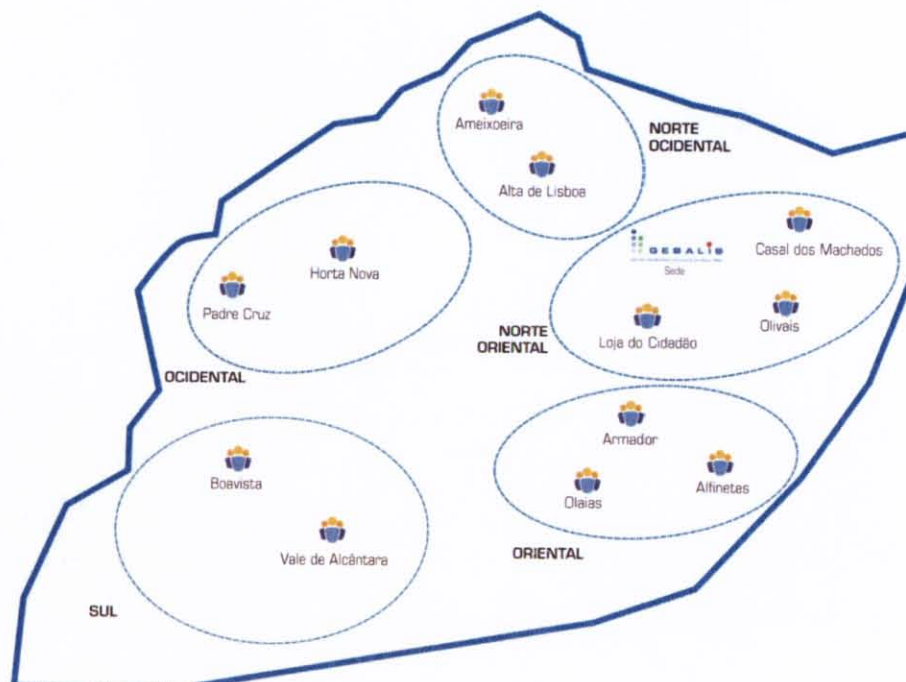 Ameixoeira
NORTE
OCIDENTAL
Alta de Lisboa
GEBALIS
Sede
Casal dos Machados
Horta Nova
Padre Cruz
Olivais
NORTE
ORIENTAL
Loja do Cidadão
OCIDENTAL
Armador
Boavista
Alfinetes
Olaias
Vale de Alcântara
ORIENTAL
SUL